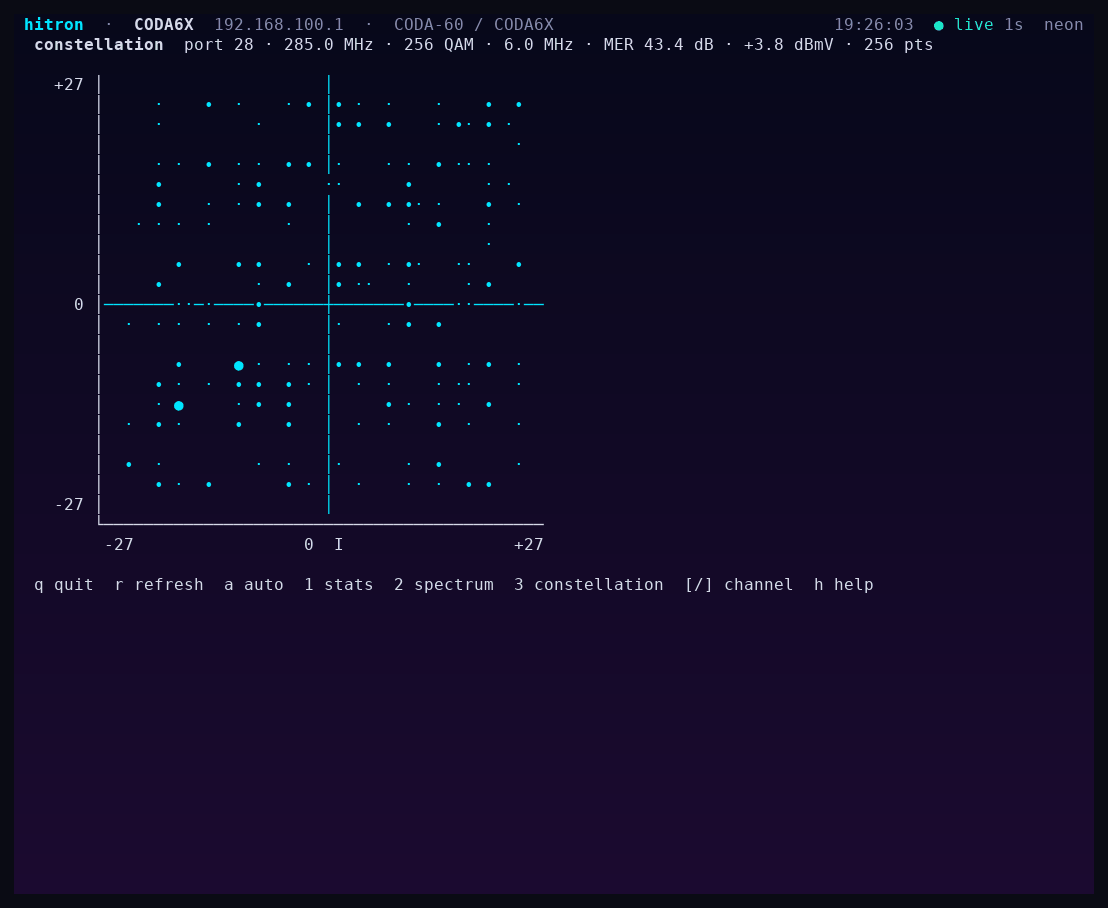 hitron · CODA6X 192.168.100.1 · CODA-60 / CODA6X 19:26:03 ● live 1s neon
constellation port 28 · 285.0 MHz · 256 QAM · 6.0 MHz · MER 43.4 dB · +3.8 dBmV · 256 pts
+27
0
-27
-27 0 I +27
q quit r refresh a auto 1 stats 2 spectrum 3 constellation [/] channel h help